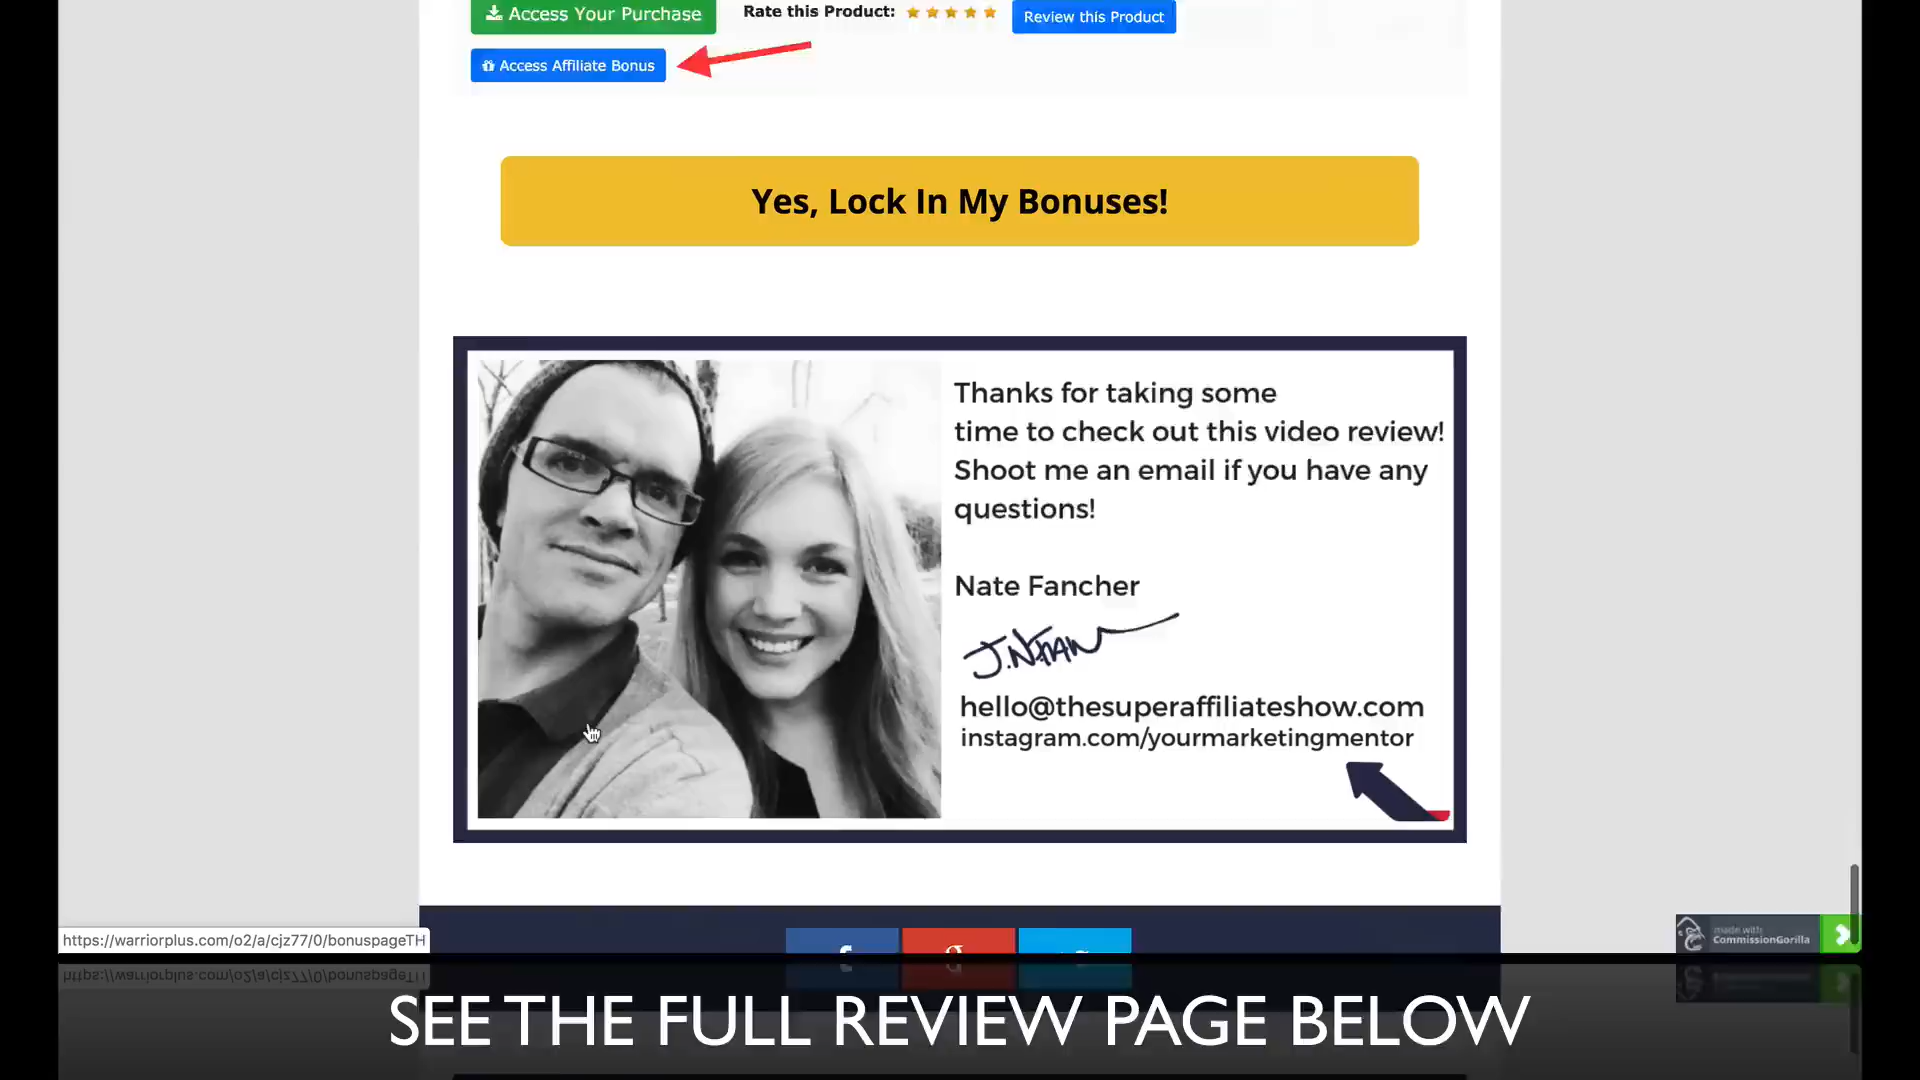 Access Your Purchase
Rate this Product:
Review this Product
Access Affiliate Bonus
Yes, Lock In My Bonuses!
Thanks for taking some
time to check out this video review!
Shoot me an email if you have any
questions!
Nate Fancher
hello@thesuperaffiliateshow.com
instagram.com/yourmarketingmentor
made with
CommissionGorilla
https://warriorplus.com/o2/a/cjz77/0/bonuspageTH
SEE THE FULL REVIEW PAGE BELOW